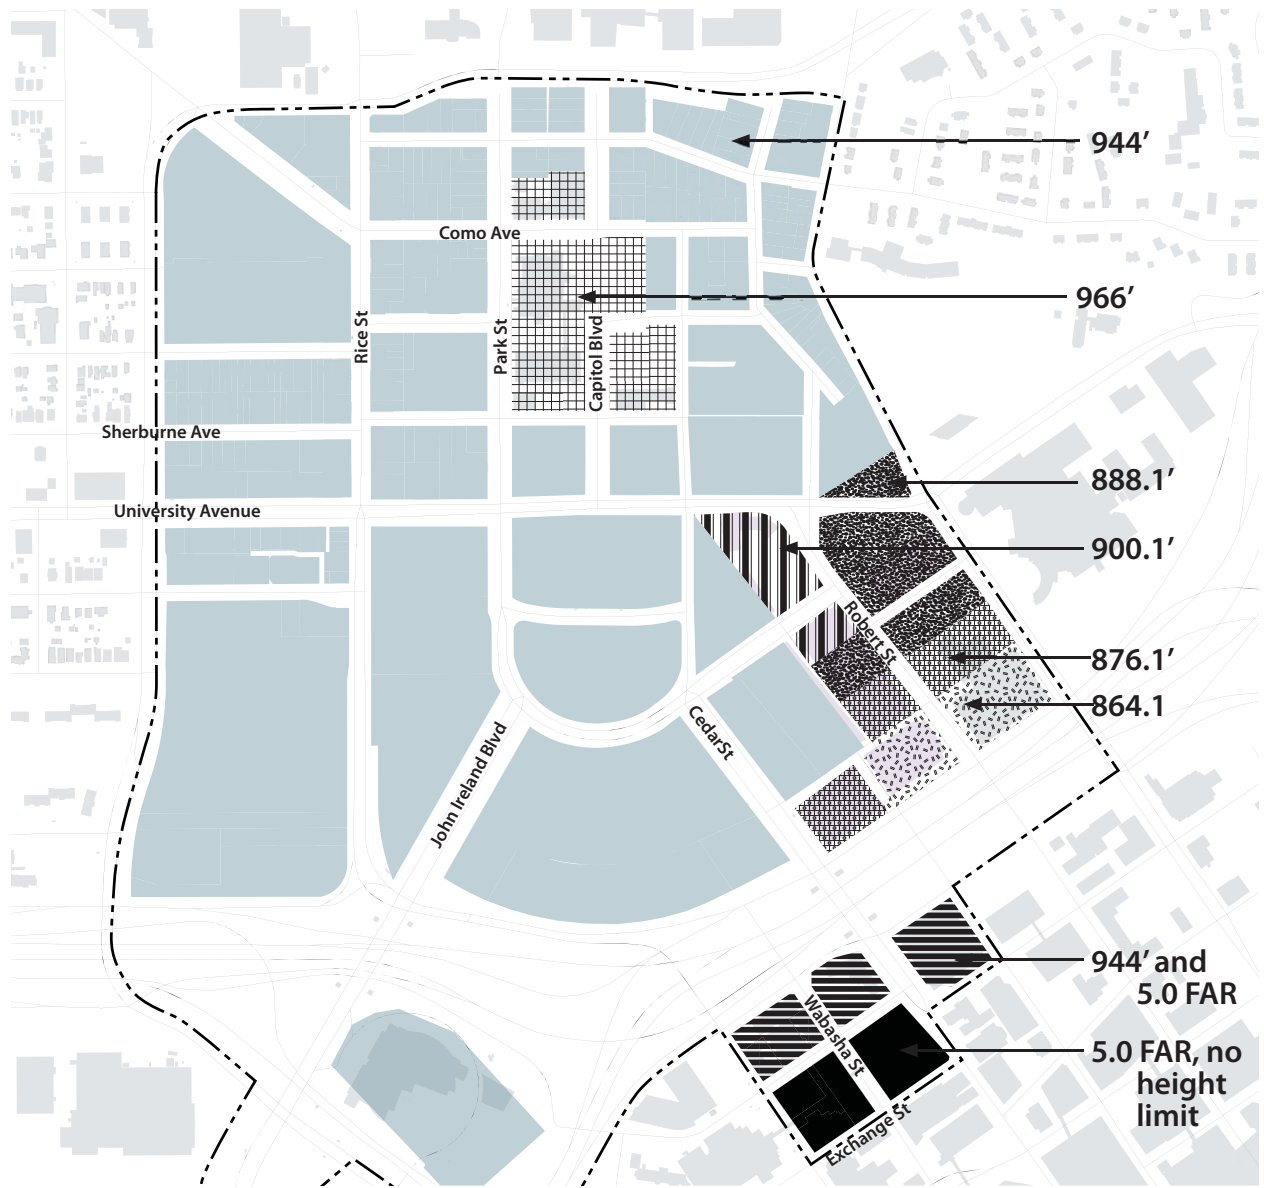 944’
Como Ave
966’
Rice St
Park St
Capitol Blvd
Sherburne Ave
888.1’
University Avenue
900.1’
Robert St
876.1’
864.1
CedarSt
John Ireland Blvd
944’ and
5.0 FAR
Wabasha St
5.0 FAR, no
height
limit
Exchange St